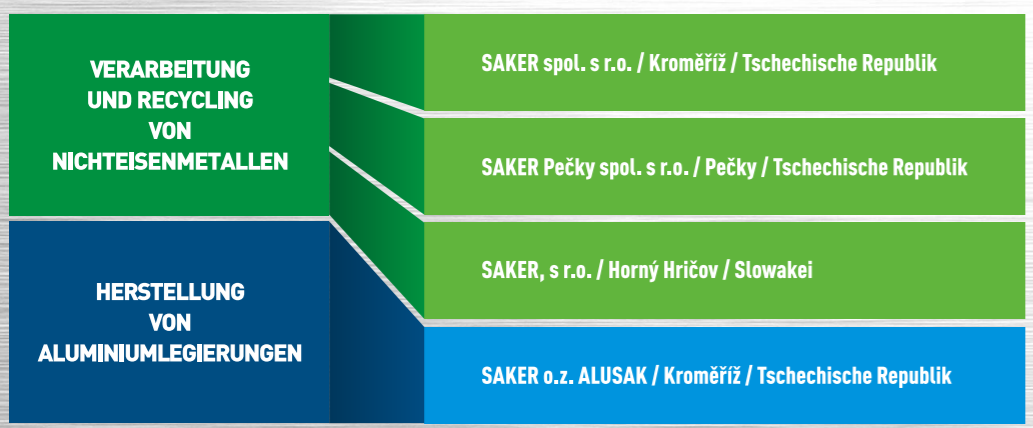 VERARBEITUNG
UND RECYCLING
VON
NICHTEISENMETALLEN
SAKER spol. s r.o. / Kroměříž / Tschechische Republik
SAKER Pečky spol. s r.o. / Pečky / Tschechische Republik
SAKER, s r.o. / Horný Hričov / Slowakei
HERSTELLUNG
VON
ALUMINIUMLEGIERUNGEN
SAKER o.z. ALUSAK / Kroměříž / Tschechische Republik